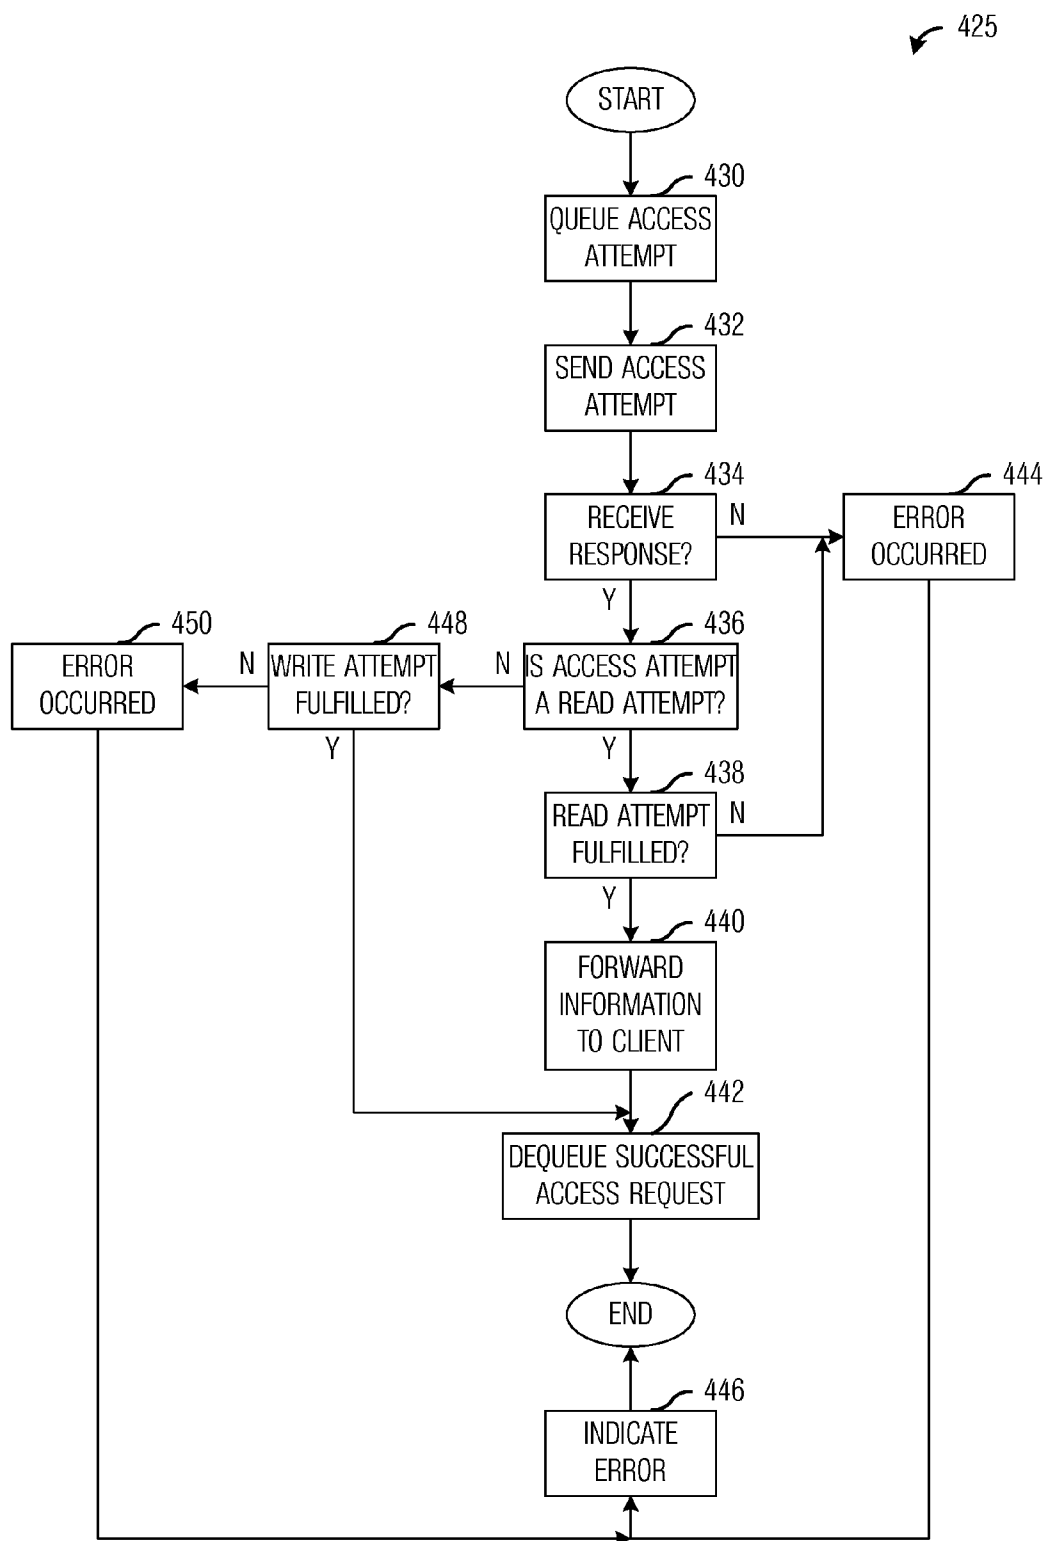 425
START
430
QUEUE ACCESS
ATTEMPT
432
SEND ACCESS
ATTEMPT
434
RECEIVE
RESPONSE?
N
Y
444
ERROR
OCCURRED
450
ERROR
OCCURRED
N
448
WRITE ATTEMPT
FULFILLED?
Y
N
436
IS ACCESS ATTEMPT
A READ ATTEMPT?
Y
438
READ ATTEMPT
FULFILLED?
N
Y
440
FORWARD
INFORMATION
TO CLIENT
442
DEQUEUE SUCCESSFUL
ACCESS REQUEST
END
446
INDICATE
ERROR